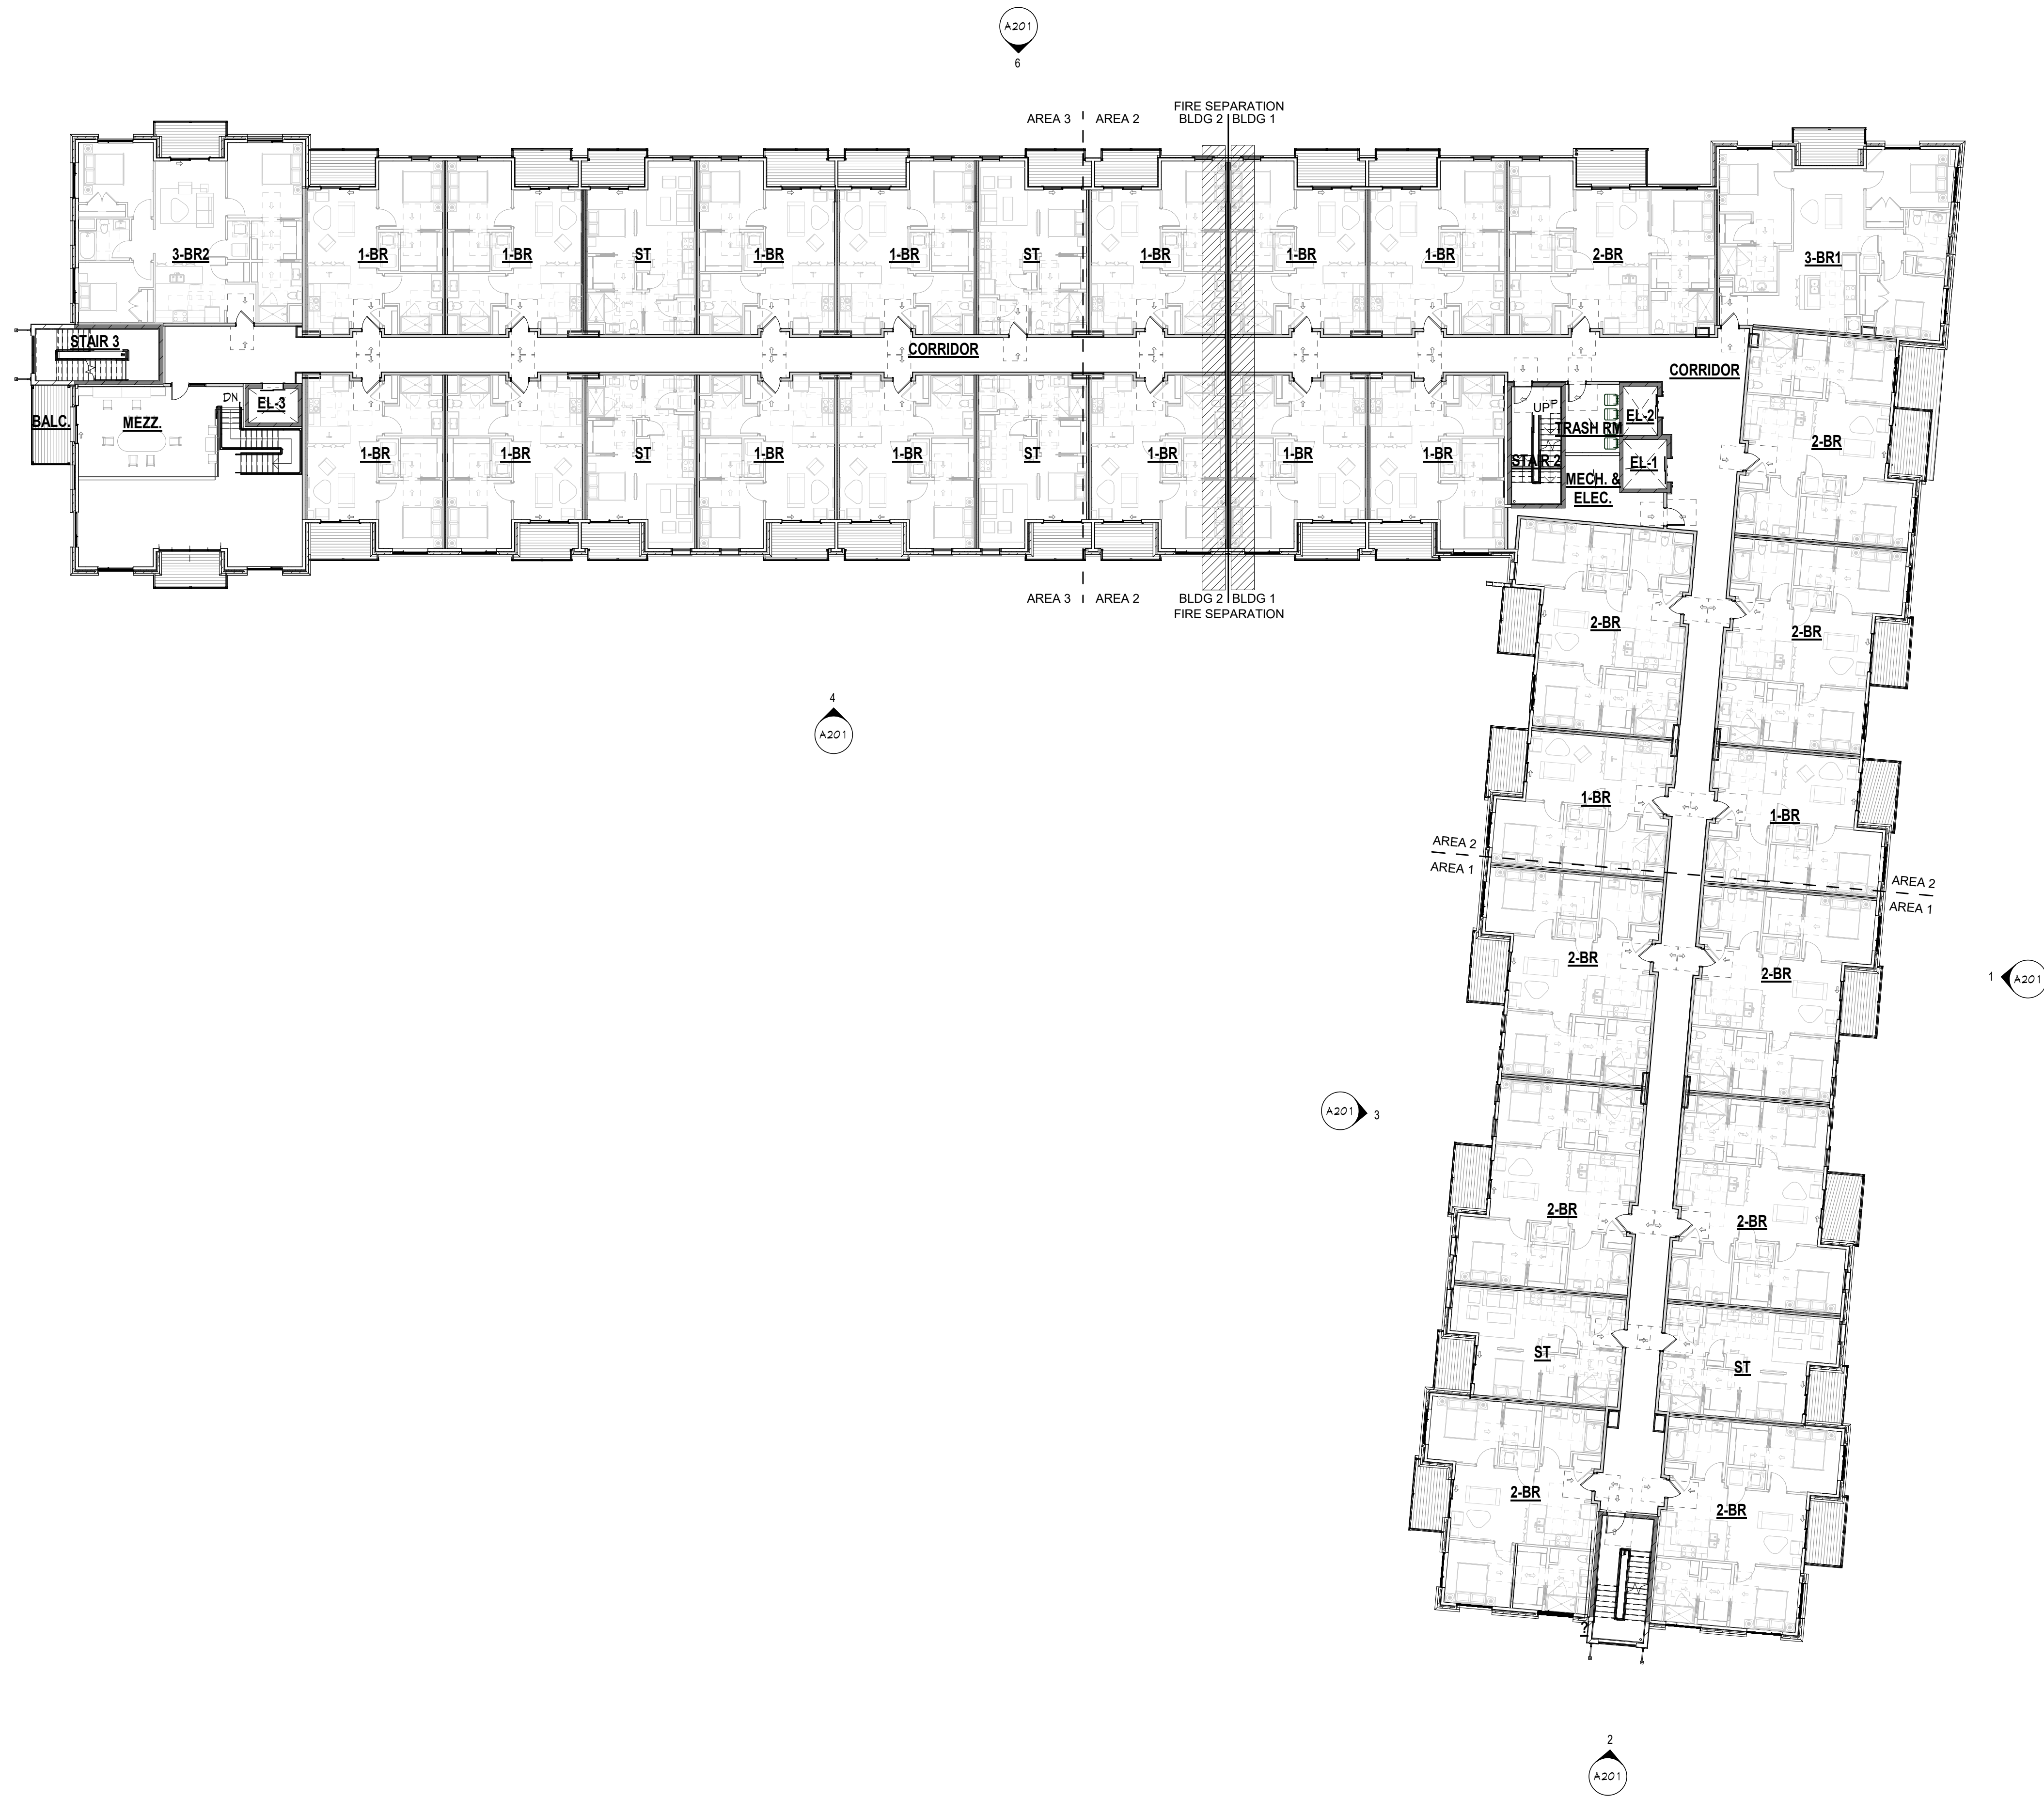 A201
6
FIRE SEPARATION
AREA 3 AREA 2 BLDG 2 BLDG 1
3-BR2 1-BR 1-BR ST 1-BR 1-BR ST 1-BR 1-BR 1-BR 2-BR 3-BR1
STAIR 3 CORRIDOR CORRIDOR
BALC. MEZZ. DN EL-3 UP EL-2
TRASH RM 2-BR
1-BR 1-BR ST 1-BR 1-BR ST 1-BR 1-BR 1-BR STAIR 2 EL-1
MECH. &
ELEC.
AREA 3 AREA 2 BLDG 2 BLDG 1
FIRE SEPARATION
2-BR 2-BR
4
A201
1-BR 1-BR
AREA 2 AREA 2
AREA 1 AREA 1
2-BR 2-BR
1 A201
A201 3
2-BR 2-BR
ST ST
2-BR 2-BR
?
2
A201